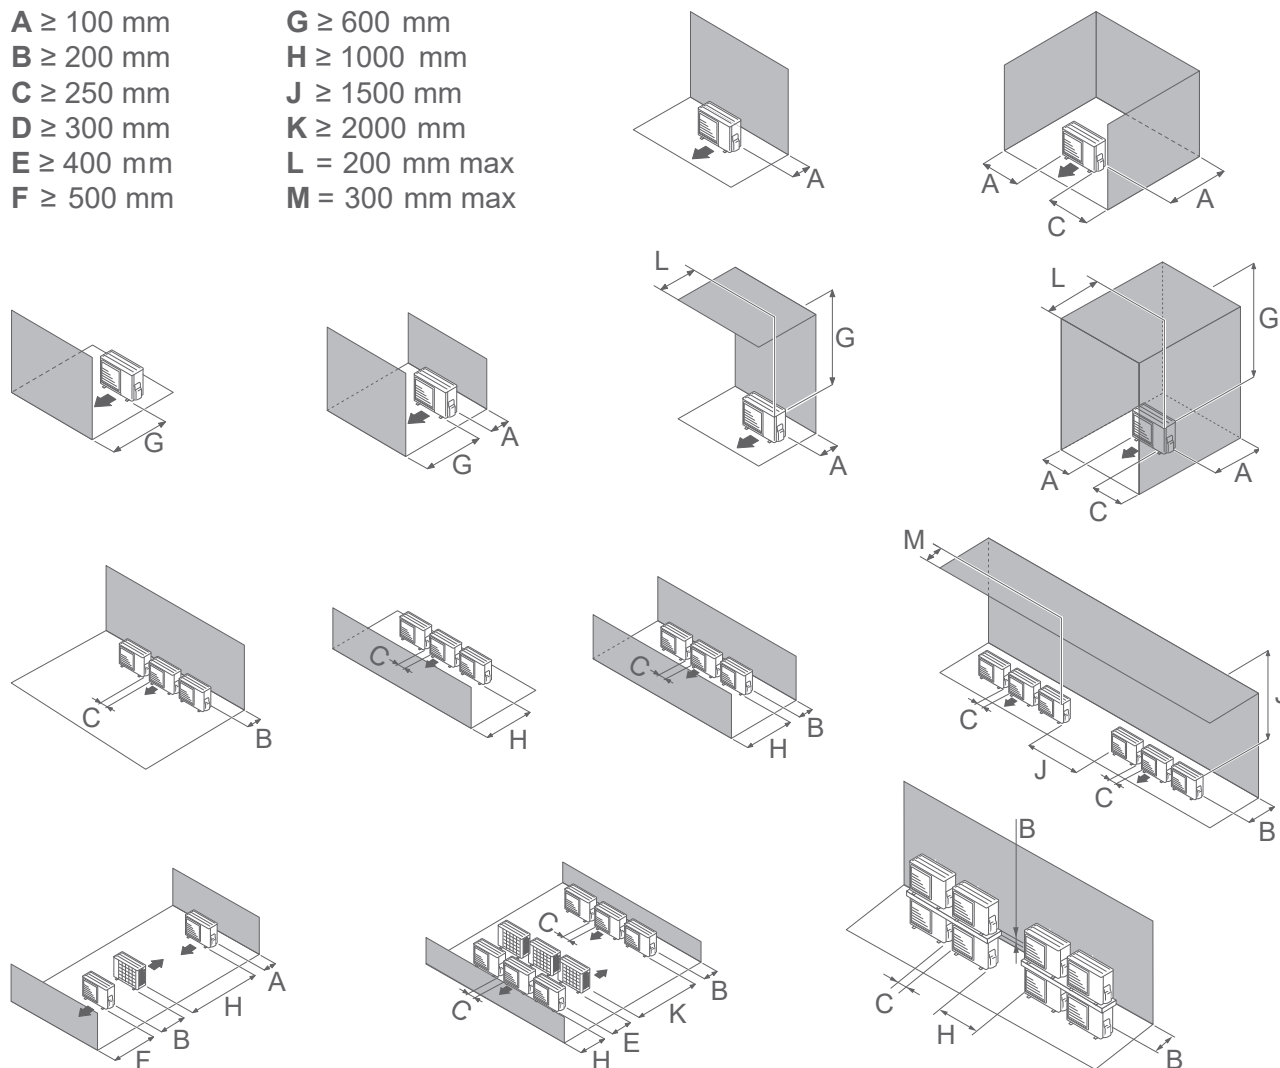 A ≥ 100 mm
B ≥ 200 mm
C ≥ 250 mm
D ≥ 300 mm
E ≥ 400 mm
F ≥ 500 mm
G ≥ 600 mm
H ≥ 1000 mm
J ≥ 1500 mm
K ≥ 2000 mm
L = 200 mm max
M = 300 mm max
A
A
C
A
G
G
A
L
G
A
L
G
A
C
A
C
B
C
H
C
H
B
M
C
J
C
J
B
F
B
H
A
C
C
H
E
K
B
B
C
H
B